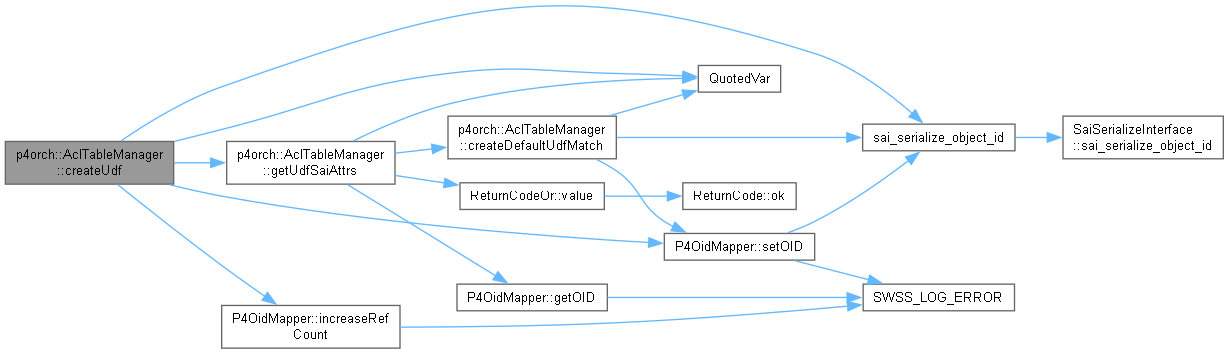 p4orch::AclTableManager
::createUdf
p4orch::AclTableManager
::getUdfSaiAttrs
P4OidMapper::increaseRef
Count
p4orch::AclTableManager
::createDefaultUdfMatch
ReturnCodeOr::value
P4OidMapper::getOID
QuotedVar
ReturnCode::ok
P4OidMapper::setOID
sai_serialize_object_id
SWSS_LOG_ERROR
SaiSerializeInterface
::sai_serialize_object_id